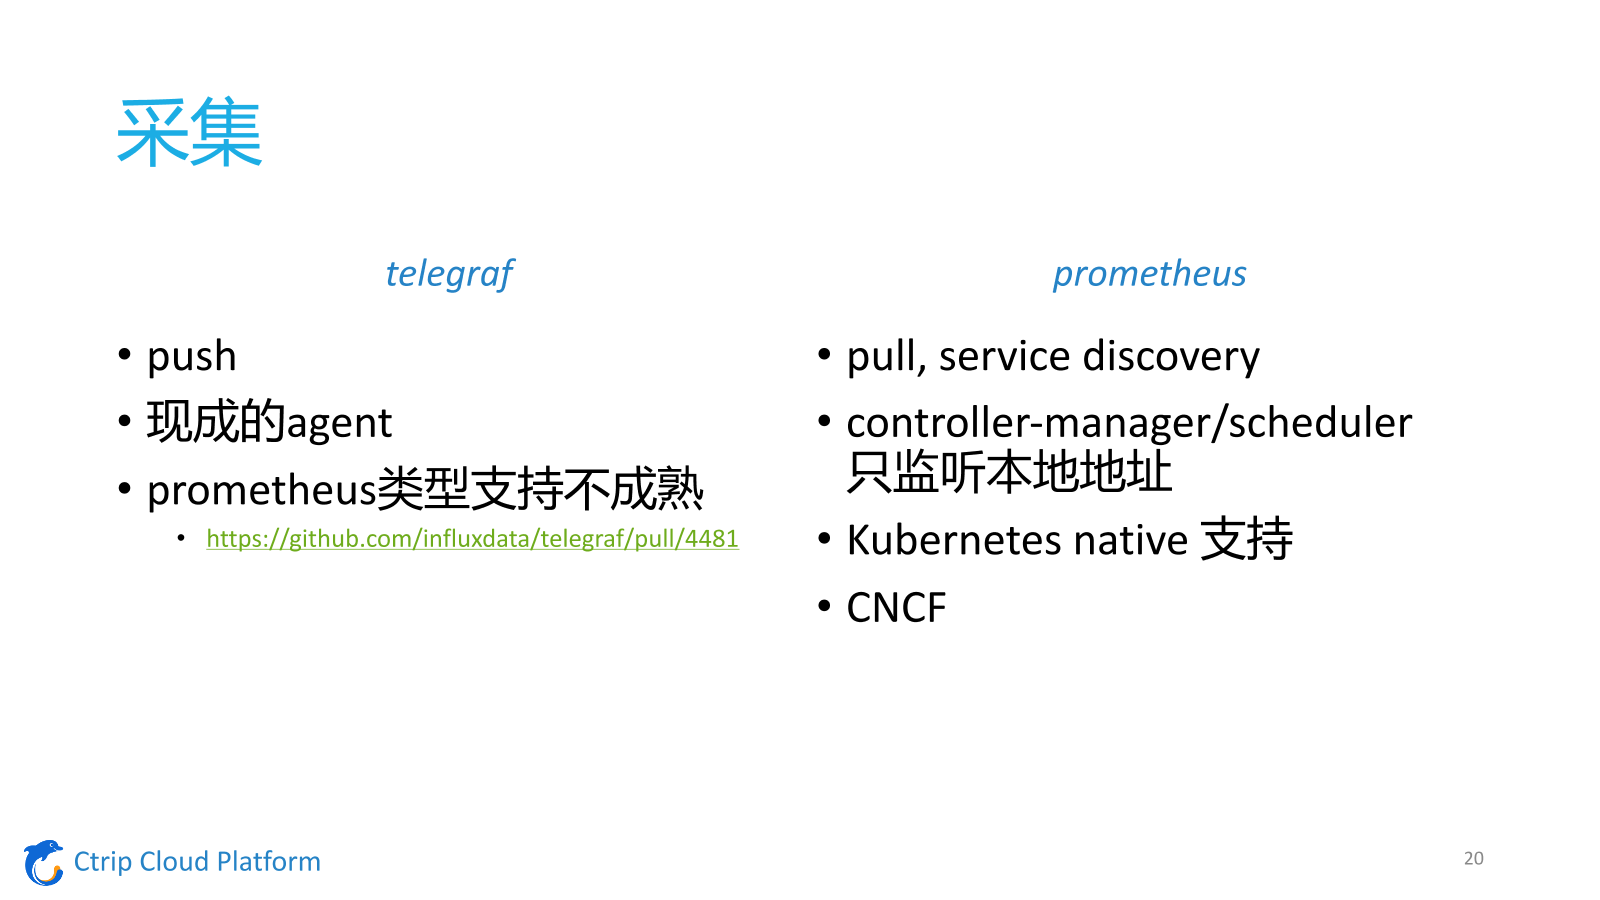 采集
telegraf
• push
• 现成的agent
• prometheus类型支持不成熟
• https://github.com/influxdata/telegraf/pull/4481
prometheus
• pull, service discovery
• controller-manager/scheduler
只监听本地地址
• Kubernetes native 支持
• CNCF
Ctrip Cloud Platform
20